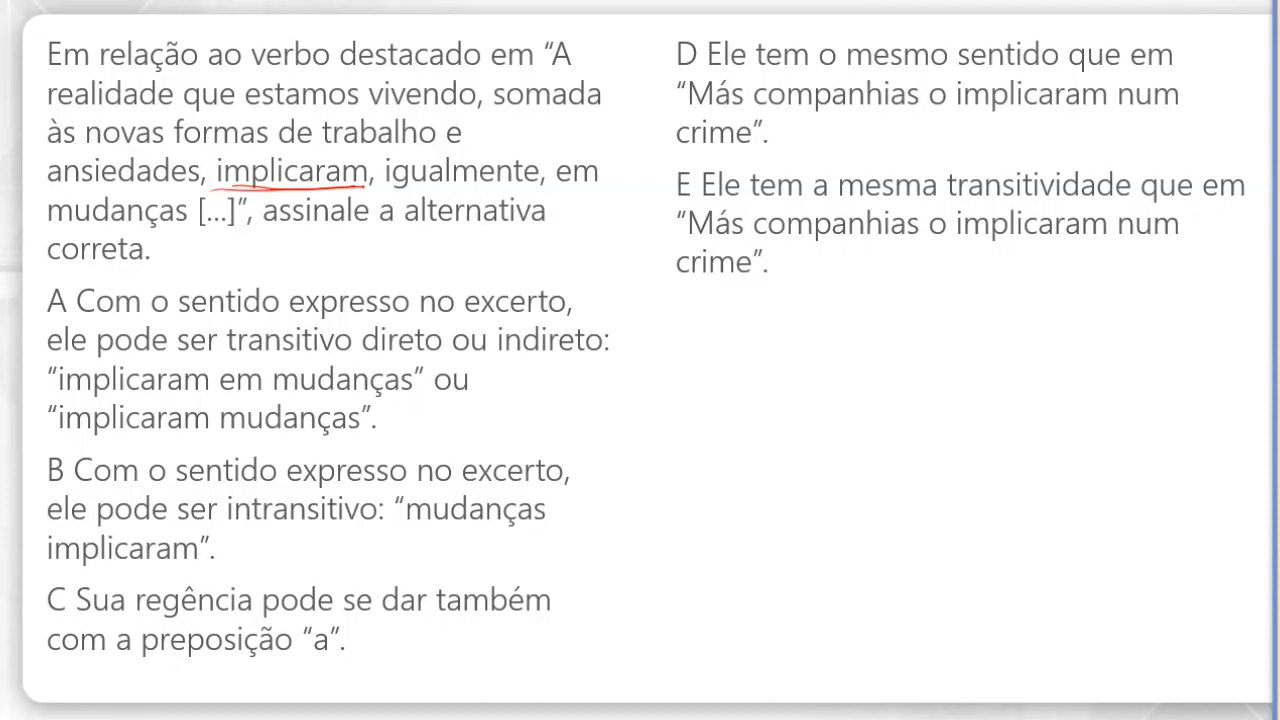 Em relação ao verbo destacado em “A
realidade que estamos vivendo, somada
às novas formas de trabalho e
ansiedades, implicaram, igualmente, em
mudanças [...]”, assinale a alternativa
correta.
A Com o sentido expresso no excerto,
ele pode ser transitivo direto ou indireto:
“implicaram em mudanças” ou
“implicaram mudanças”.
B Com o sentido expresso no excerto,
ele pode ser intransitivo: “mudanças
implicaram”.
C Sua regência pode se dar também
com a preposição “a”.
D Ele tem o mesmo sentido que em
“Más companhias o implicaram num
crime”.
E Ele tem a mesma transitividade que em
“Más companhias o implicaram num
crime”.